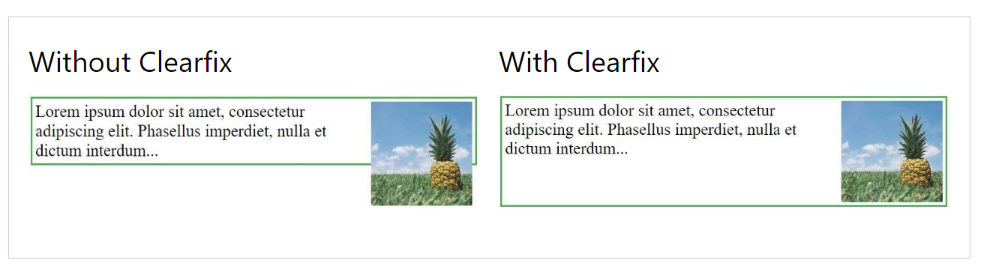 Without Clearfix
Lorem ipsum dolor sit amet, consectetur
adipiscing elit. Phasellus imperdiet, nulla et
dictum interdum...
With Clearfix
Lorem ipsum dolor sit amet, consectetur
adipiscing elit. Phasellus imperdiet, nulla et
dictum interdum...